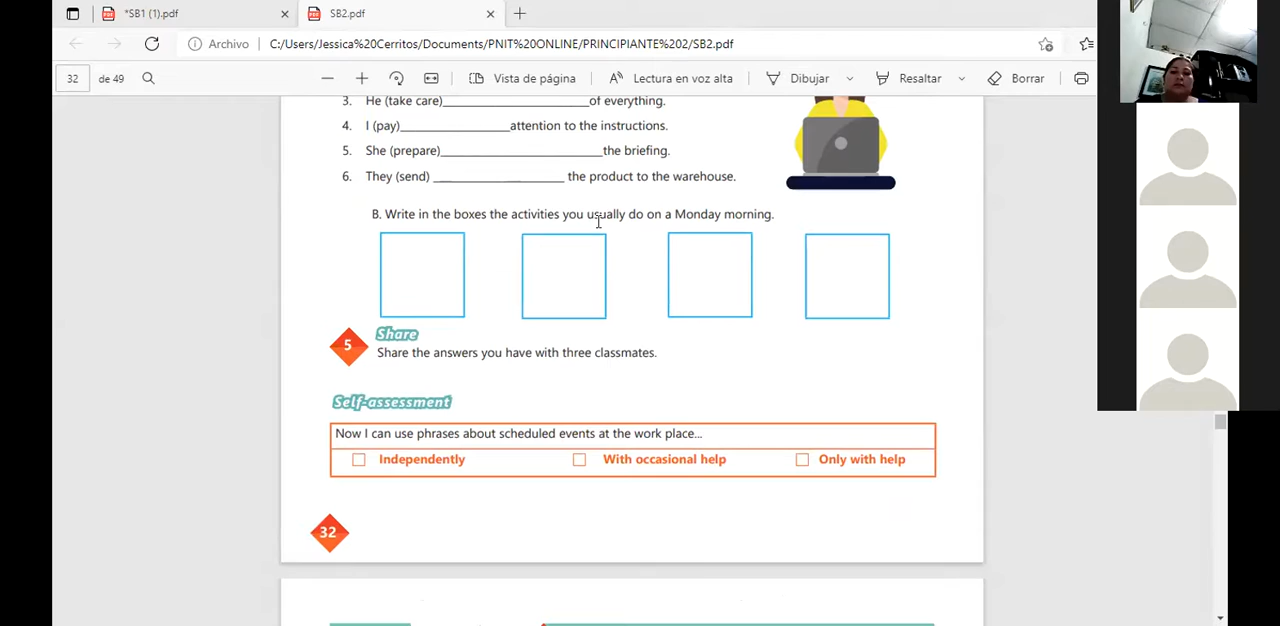 *SB1 (1).pdf
SB2.pdf
Archivo C:/Users/Jessica%20Cerritos/Documents/PNIT%20ONLINE/PRINCIPIANTE%202/SB2.pdf
32 de 49 Vista de página Lectura en voz alta Dibujar Resaltar Borrar
3. He (take care)____________________of everything.
4. I (pay)_______________attention to the instructions.
5. She (prepare)______________________the briefing.
6. They (send) __________________ the product to the warehouse.
B. Write in the boxes the activities you usually do on a Monday morning.
5
Share
Share the answers you have with three classmates.
Self-assessment
Now I can use phrases about scheduled events at the work place...
Independently With occasional help Only with help
32